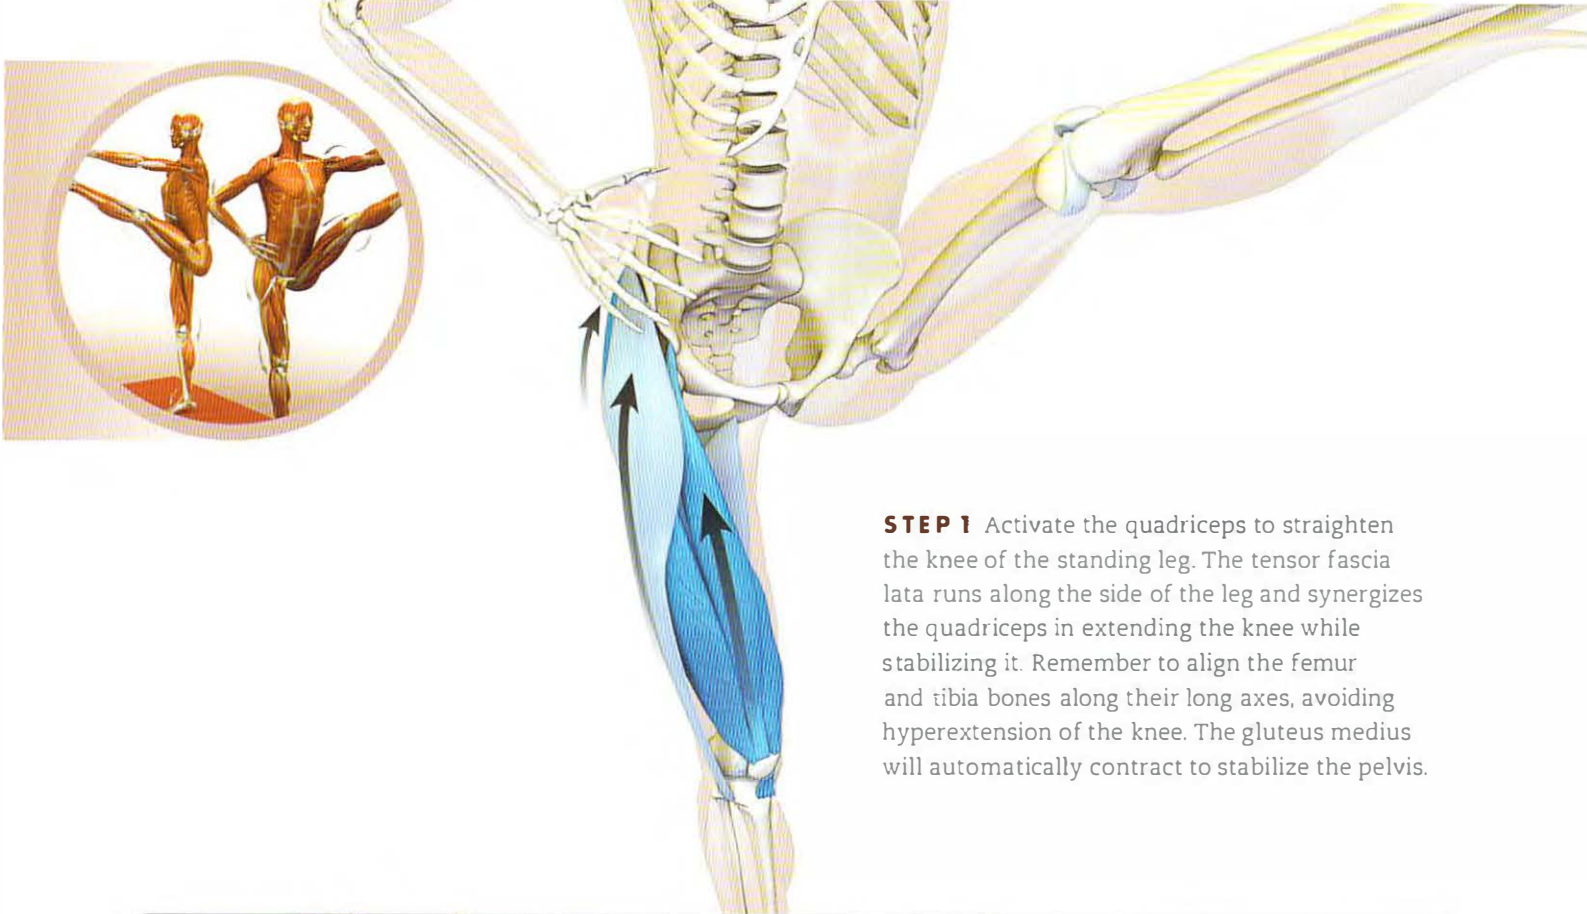 STEP 1 Activate the quadriceps to straighten
the knee of the standing leg. The tensor fascia
lata runs along the side of the leg and synergizes
the quadriceps in extending the knee while
stabilizing it. Remember to align the femur
and tibia bones along their long axes, avoiding
hyperextension of the knee. The gluteus medius
will automatically contract to stabilize the pelvis.